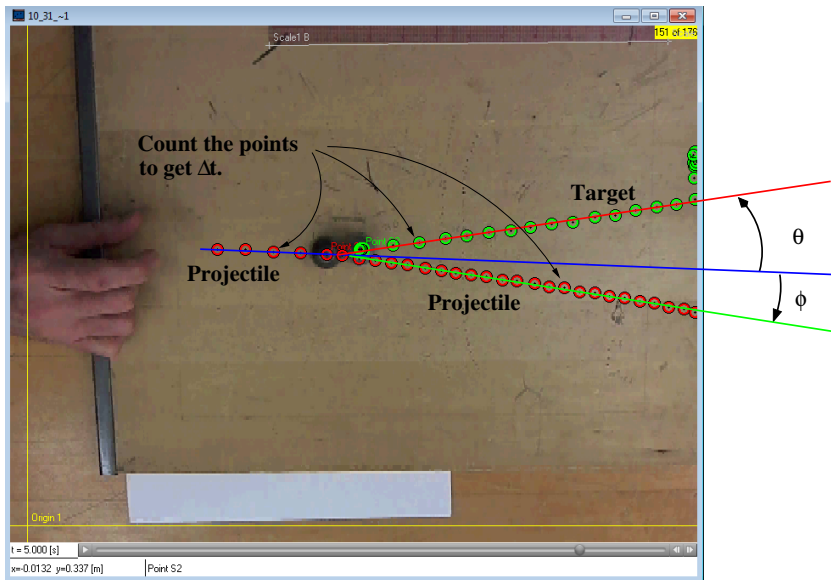 10_31_~1
Scale1 B
151 of 176
Count the points
to get Δt.
Target
Point
θ
Projectile
Projectile
ϕ
Origin 1
t = 5.000 [s]
x=-0.0132 y=0.337 [m]
Point S2